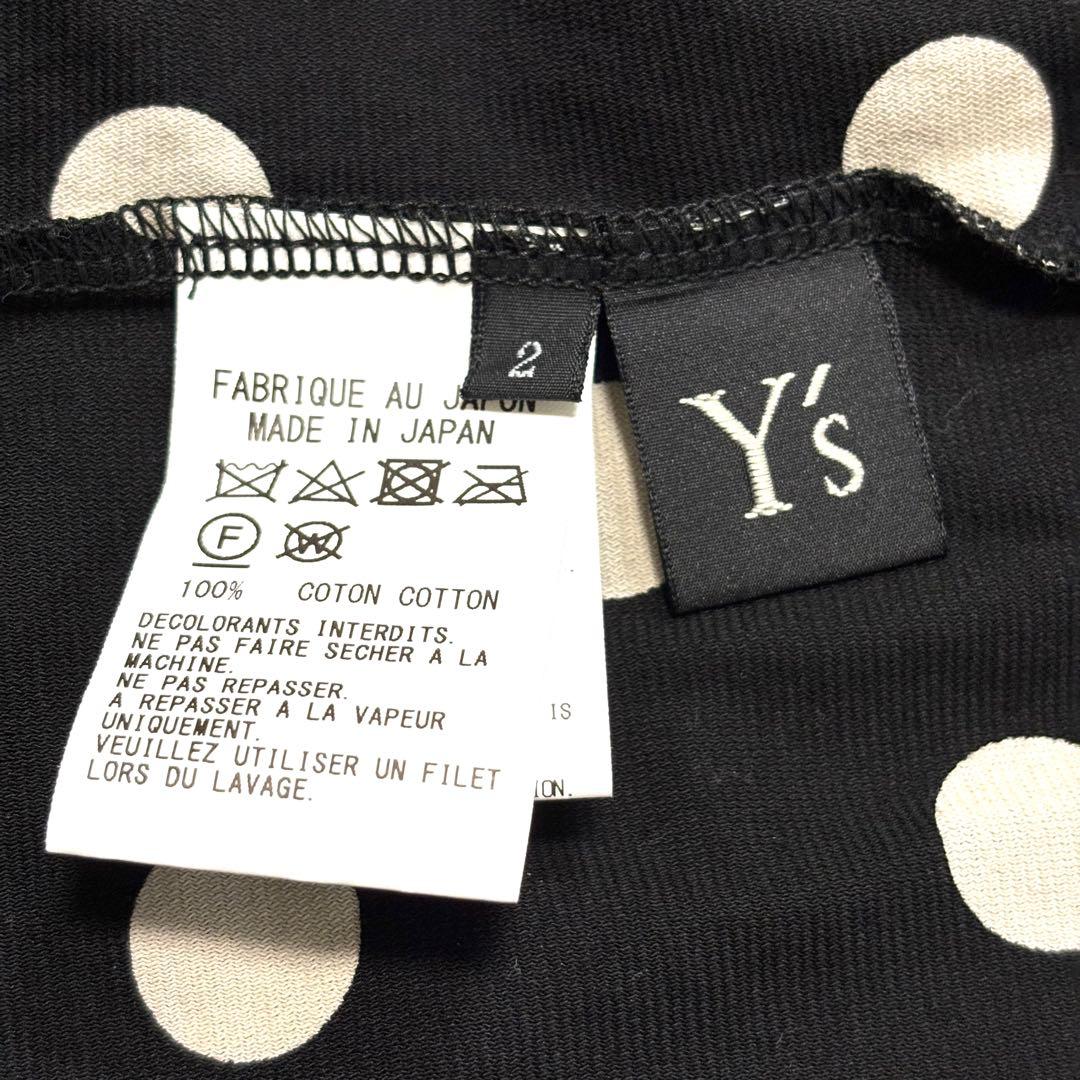 2
Y's
FABRIQUE AU JAPON
MADE IN JAPAN
F
W
100% COTON COTTON
DECOLORANTS INTERDITS.
NE PAS FAIRE SECHER A LA
MACHINE.
NE PAS REPASSER.
A REPASSER A LA VAPEUR
UNIQUEMENT.
VEUILLEZ UTILISER UN FILET
LORS DU LAVAGE.
IS